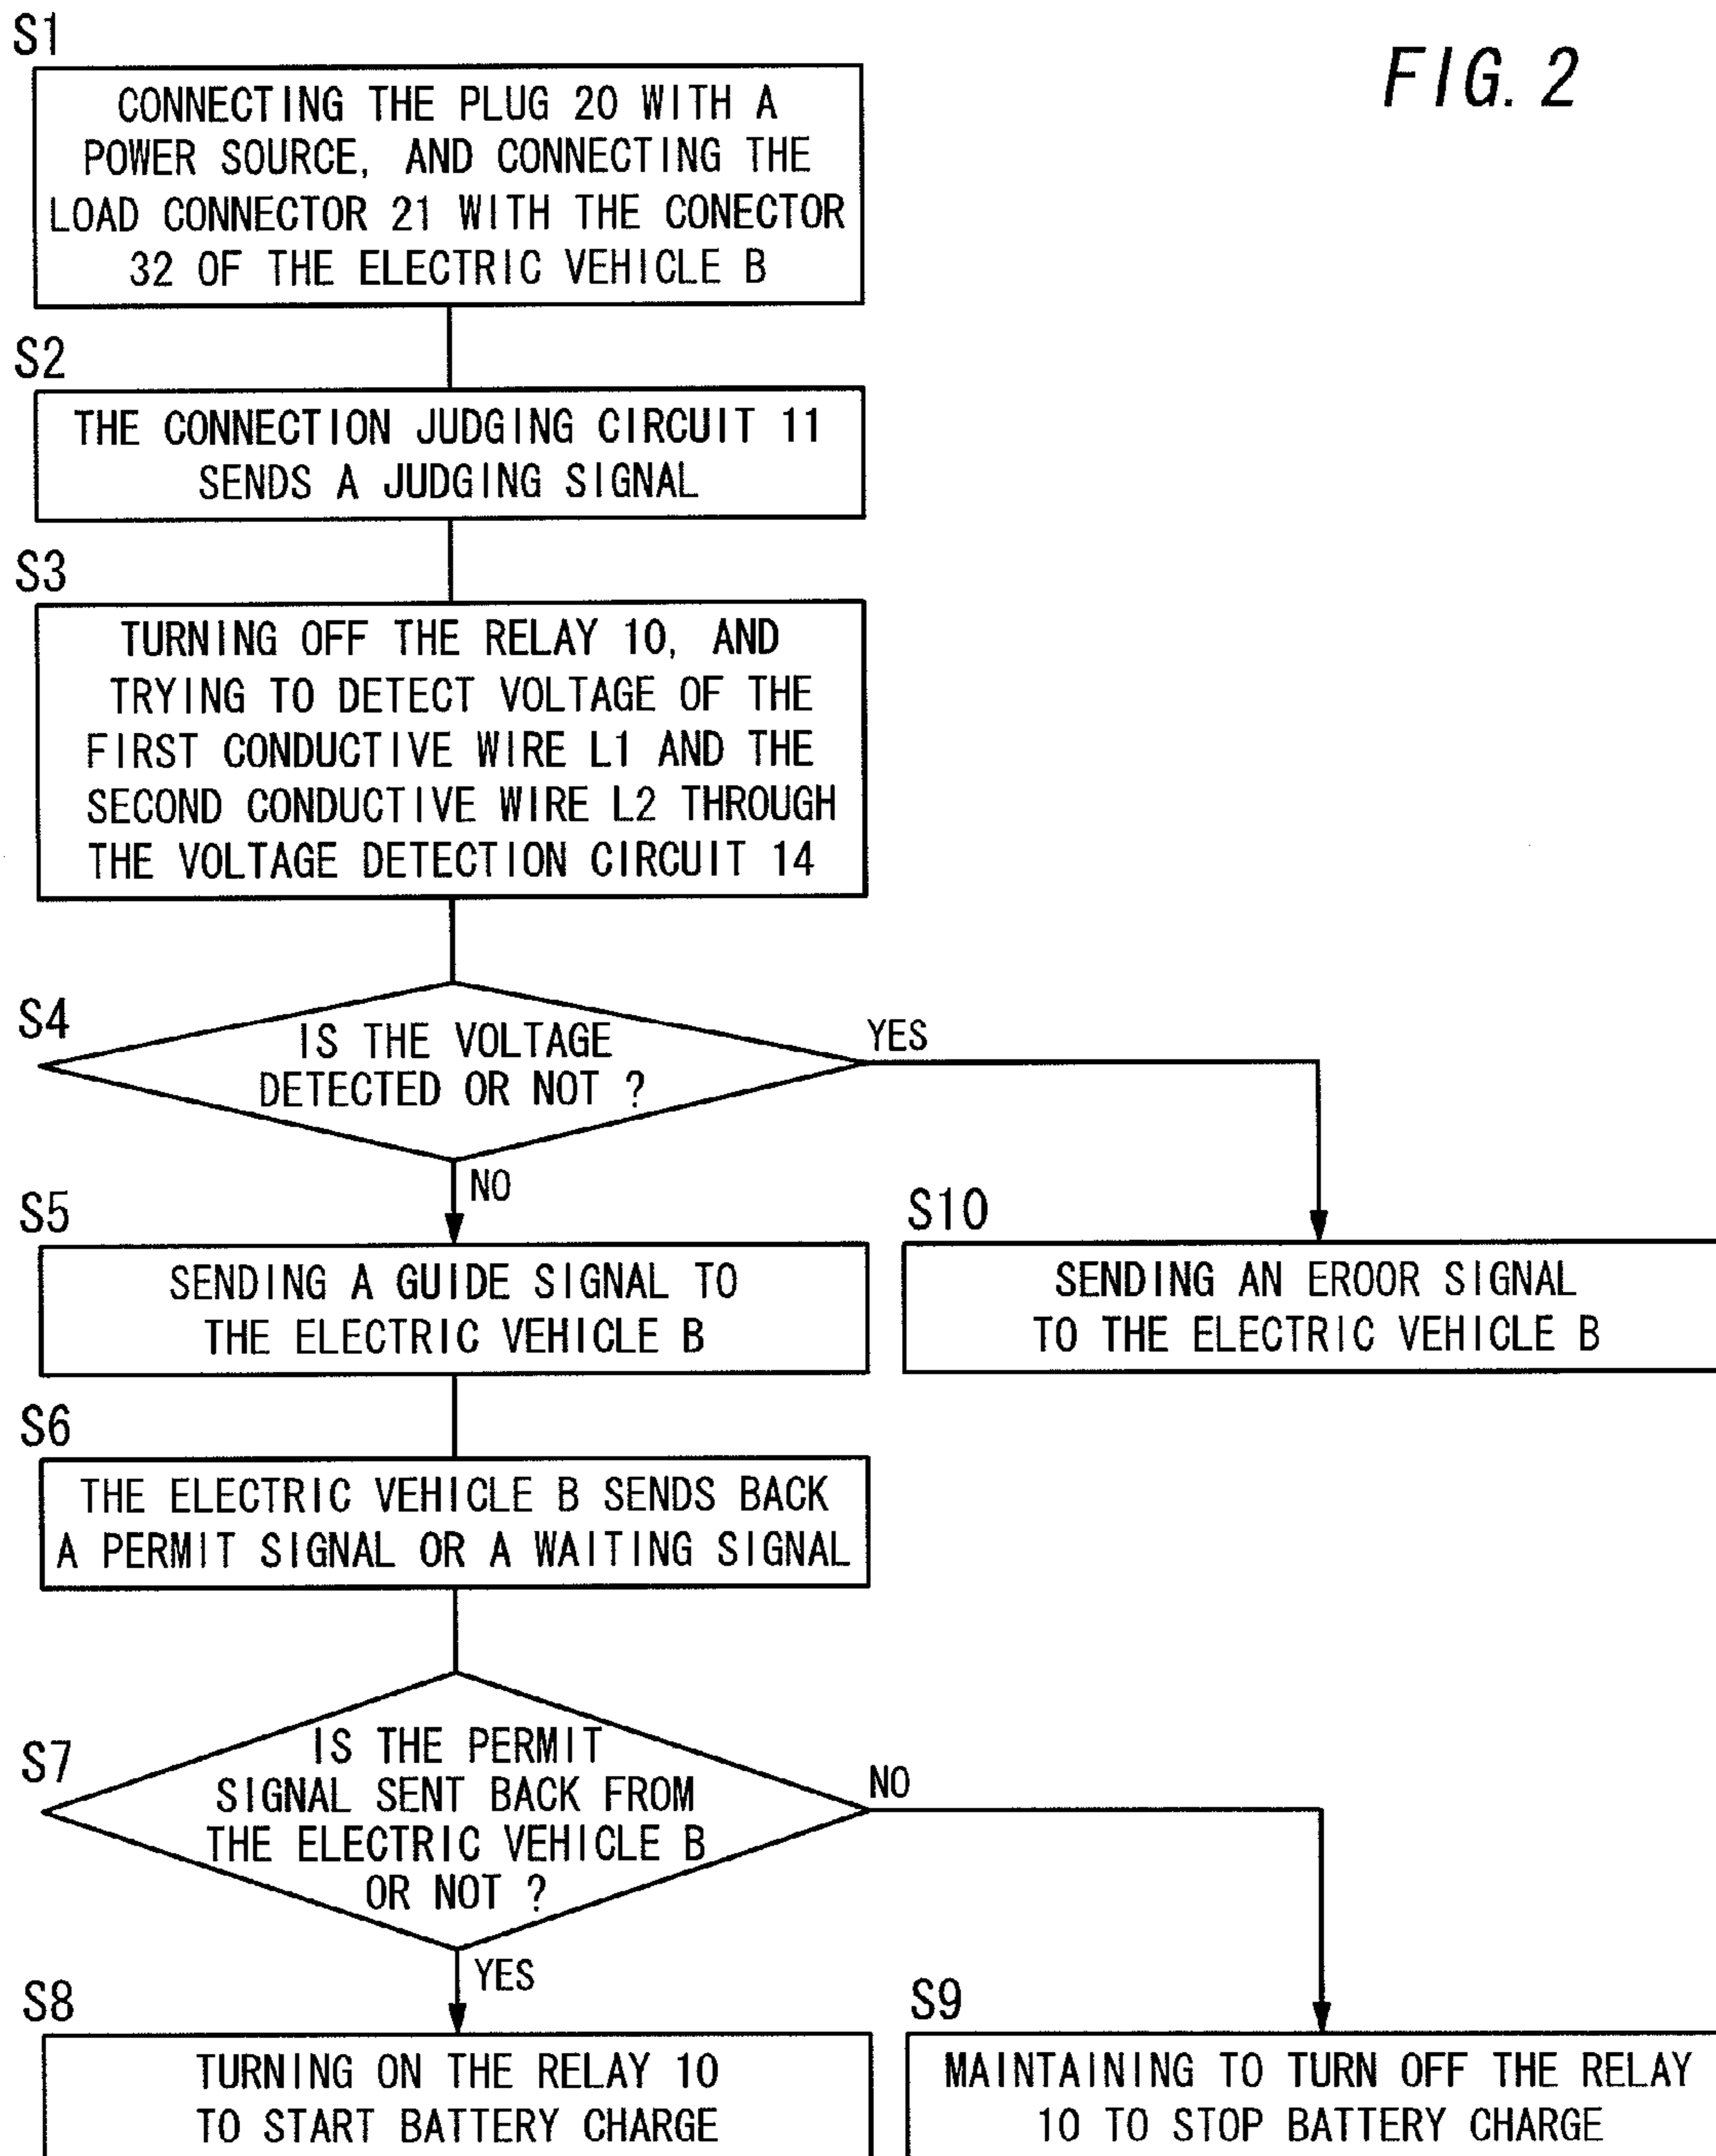 FIG. 2
S1
CONNECTING THE PLUG 20 WITH A
POWER SOURCE, AND CONNECTING THE
LOAD CONNECTOR 21 WITH THE CONECTOR
32 OF THE ELECTRIC VEHICLE B
S2
THE CONNECTION JUDGING CIRCUIT 11
SENDS A JUDGING SIGNAL
S3
TURNING OFF THE RELAY 10, AND
TRYING TO DETECT VOLTAGE OF THE
FIRST CONDUCTIVE WIRE L1 AND THE
SECOND CONDUCTIVE WIRE L2 THROUGH
THE VOLTAGE DETECTION CIRCUIT 14
S4
IS THE VOLTAGE
DETECTED OR NOT ?
YES
NO
S5
SENDING A GUIDE SIGNAL TO
THE ELECTRIC VEHICLE B
S10
SENDING AN EROOR SIGNAL
TO THE ELECTRIC VEHICLE B
S6
THE ELECTRIC VEHICLE B SENDS BACK
A PERMIT SIGNAL OR A WAITING SIGNAL
S7
IS THE PERMIT
SIGNAL SENT BACK FROM
THE ELECTRIC VEHICLE B
OR NOT ?
NO
YES
S8
TURNING ON THE RELAY 10
TO START BATTERY CHARGE
S9
MAINTAINING TO TURN OFF THE RELAY
10 TO STOP BATTERY CHARGE